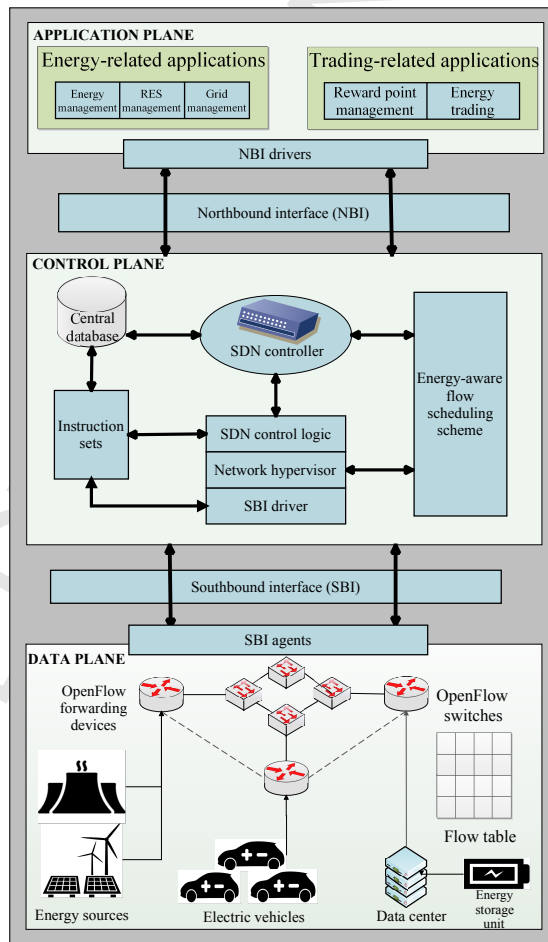 APPLICATION PLANE
Energy-related applications
Energy
management
RES
management
Grid
management
Trading-related applications
Reward point
management
Energy
trading
NBI drivers
Northbound interface (NBI)
CONTROL PLANE
Central
database
SDN controller
Energy-aware
flow
scheduling
scheme
Instruction
sets
SDN control logic
Network hypervisor
SBI driver
Southbound interface (SBI)
SBI agents
DATA PLANE
OpenFlow
forwarding
devices
OpenFlow
switches
Flow table
Energy sources
Electric vehicles
Data center
Energy
storage
unit